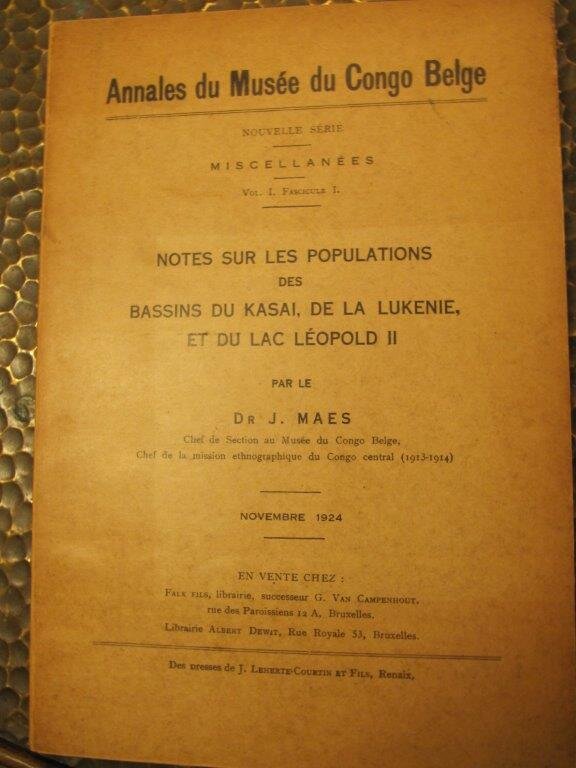 Annales du Musée du Congo Belge
NOUVELLE SÉRIE
MISCELLANÉES
VOL. I. FASCICULE I.
NOTES SUR LES POPULATIONS
DES
BASSINS DU KASAI, DE LA LUKENIE,
ET DU LAC LÉOPOLD II
PAR LE
DR J. MAES
Chef de Section au Musée du Congo Belge,
Chef de la mission ethnographique du Congo central (1913-1914)
NOVEMBRE 1924
EN VENTE CHEZ :
FALK FILS, librairie, successeur G. VAN CAMPENHOUT,
rue des Paroissiens 12 A, Bruxelles.
Librairie ALBERT DEWIT, Rue Royale 53, Bruxelles.
Des presses de J. LEHERTE-COURTIN ET FILS, Renaix.